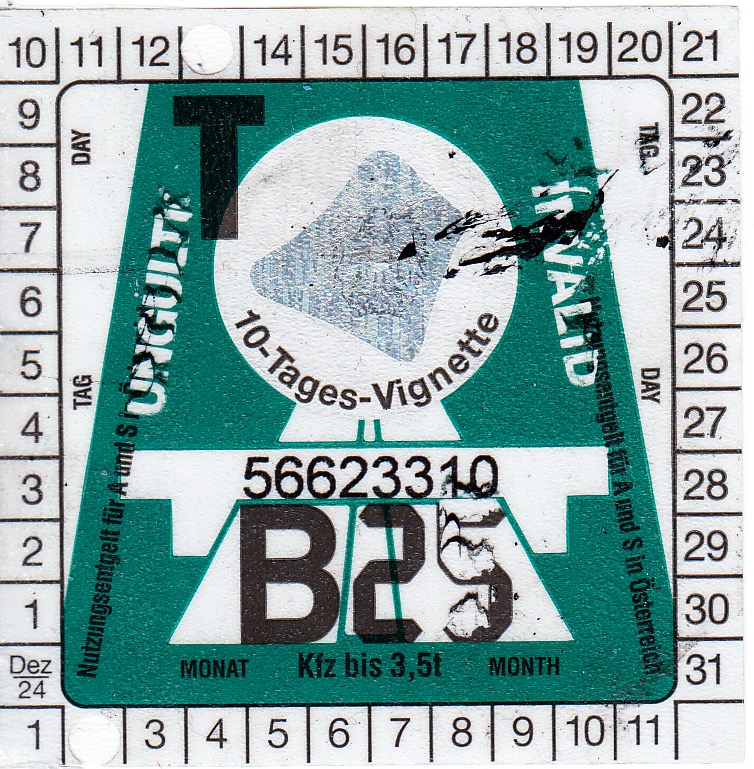 10 11 12 14 15 16 17 18 19 20 21
9
8
7
6
5
4
3
2
1
Dez
24
22
23
24
25
26
27
28
29
30
31
DAY
TAG
TAG
DAY
T
UNGÜLTIG
INVALID
10-Tages-Vignette
Nutzungsentgelt für A und S in
Nutzungsentgelt für A und S in Österreich
56623310
B25
MONAT Kfz bis 3,5t MONTH
1 3 4 5 6 7 8 9 10 11